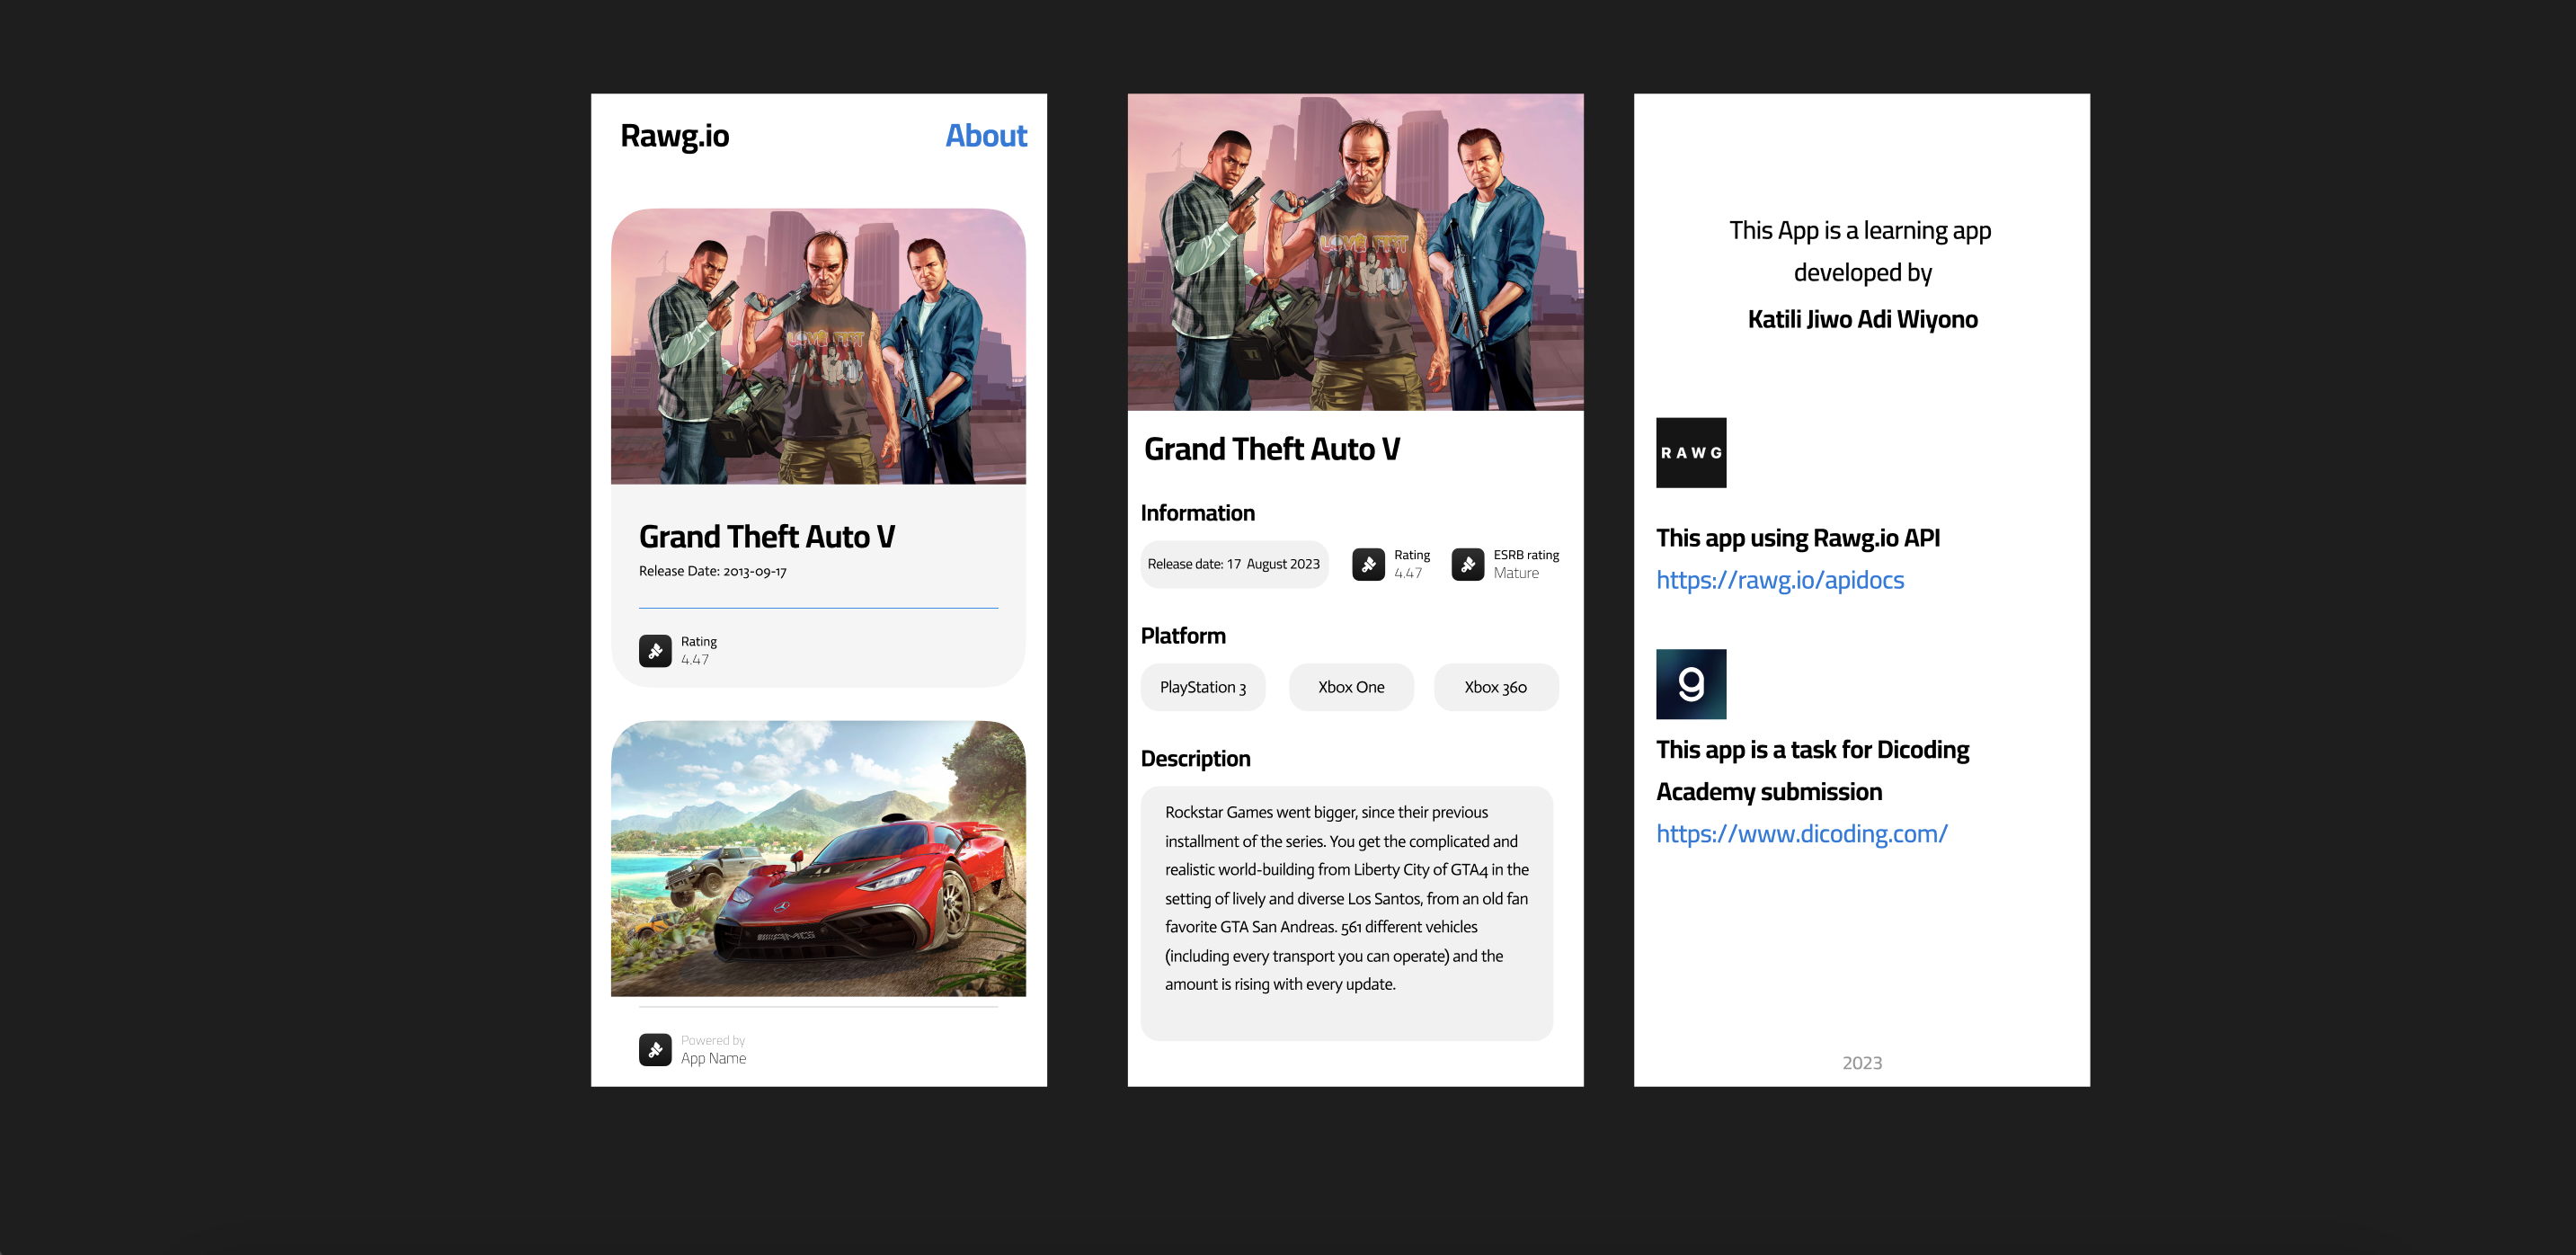 Rawg.io
About
Grand Theft Auto V
Release Date: 2013-09-17
Rating
4.47
AMG
Powered by
App Name
Grand Theft Auto V
Information
Release date: 17 August 2023
Rating
4.47
ESRB rating
Mature
Platform
PlayStation 3
Xbox One
Xbox 360
Description
Rockstar Games went bigger, since their previous
installment of the series. You get the complicated and
realistic world-building from Liberty City of GTA4 in the
setting of lively and diverse Los Santos, from an old fan
favorite GTA San Andreas. 561 different vehicles
(including every transport you can operate) and the
amount is rising with every update.
This App is a learning app
developed by
Katili Jiwo Adi Wiyono
RAWG
This app using Rawg.io API
https://rawg.io/apidocs
This app is a task for Dicoding
Academy submission
https://www.dicoding.com/
2023